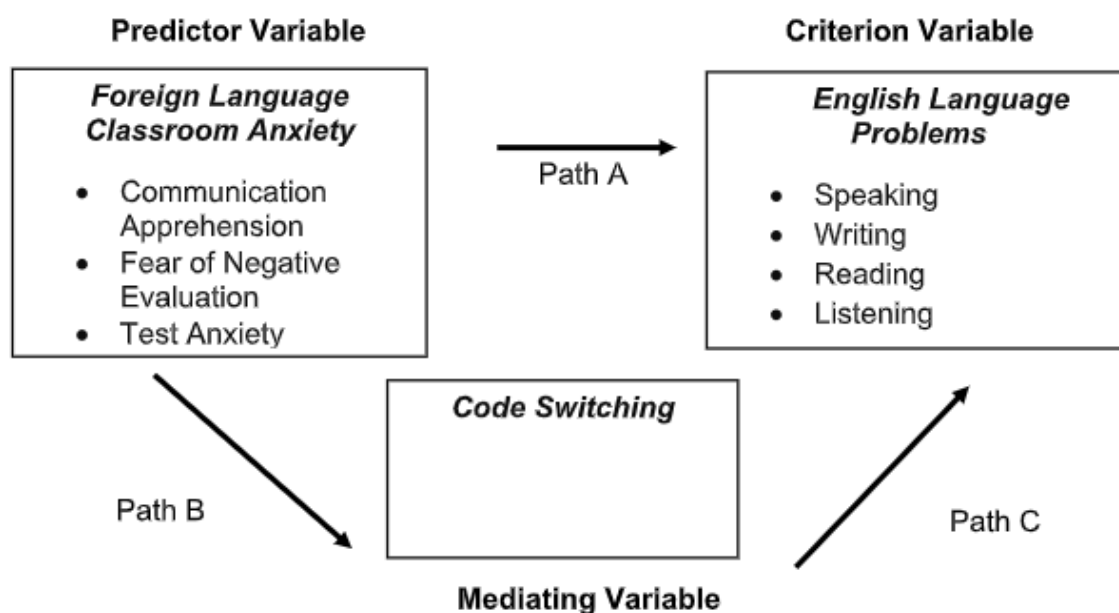 Predictor Variable
Criterion Variable
Foreign Language
Classroom Anxiety
• Communication
Apprehension
• Fear of Negative
Evaluation
• Test Anxiety
Path A
English Language
Problems
• Speaking
• Writing
• Reading
• Listening
Code Switching
Path B
Path C
Mediating Variable